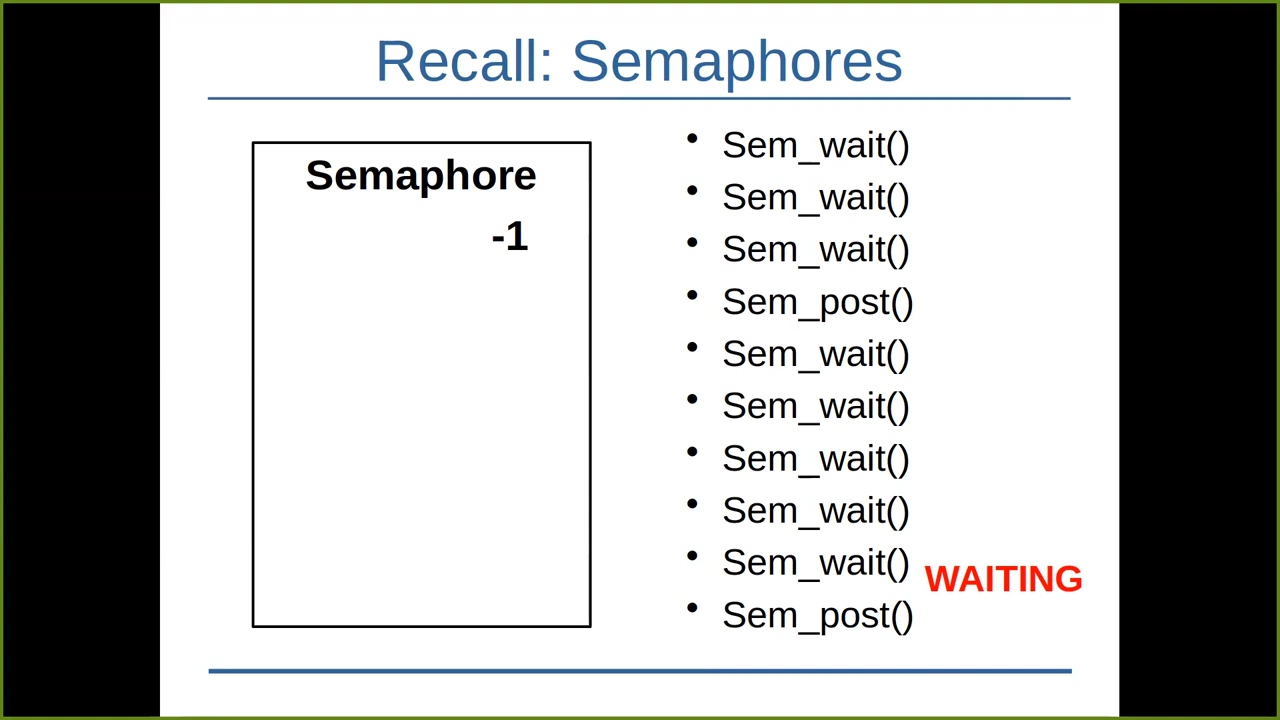 Recall: Semaphores
Semaphore
-1
• Sem_wait()
• Sem_wait()
• Sem_wait()
• Sem_post()
• Sem_wait()
• Sem_wait()
• Sem_wait()
• Sem_wait()
• Sem_wait() WAITING
• Sem_post()